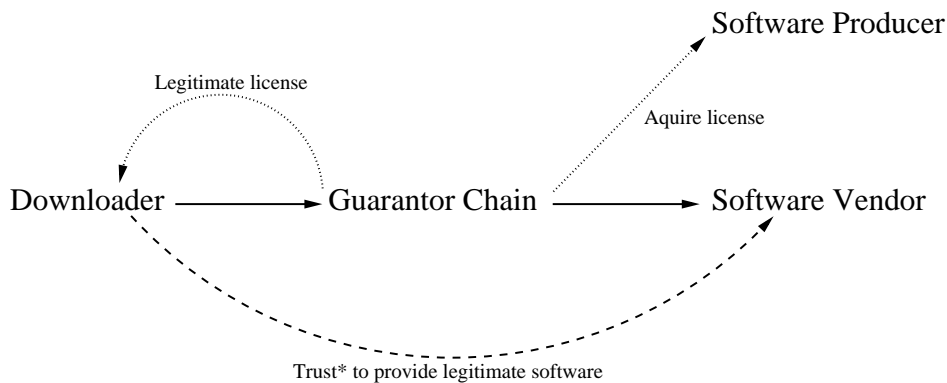 Software Producer
Legitimate license
Aquire license
Downloader
Guarantor Chain
Software Vendor
Trust* to provide legitimate software